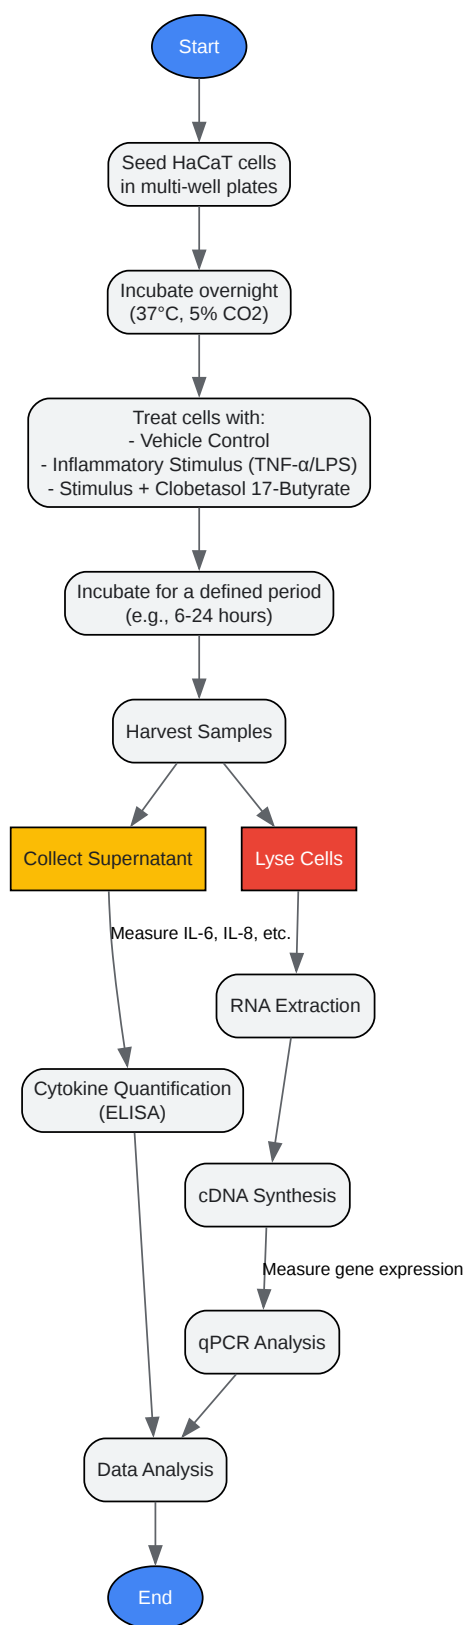 Start
Seed HaCaT cells
in multi-well plates
Incubate overnight
(37°C, 5% CO2)
Treat cells with:
- Vehicle Control
- Inflammatory Stimulus (TNF-α/LPS)
- Stimulus + Clobetasol 17-Butyrate
Incubate for a defined period
(e.g., 6-24 hours)
Harvest Samples
Collect Supernatant
Lyse Cells
Measure IL-6, IL-8, etc.
RNA Extraction
Cytokine Quantification
(ELISA)
cDNA Synthesis
Measure gene expression
qPCR Analysis
Data Analysis
End